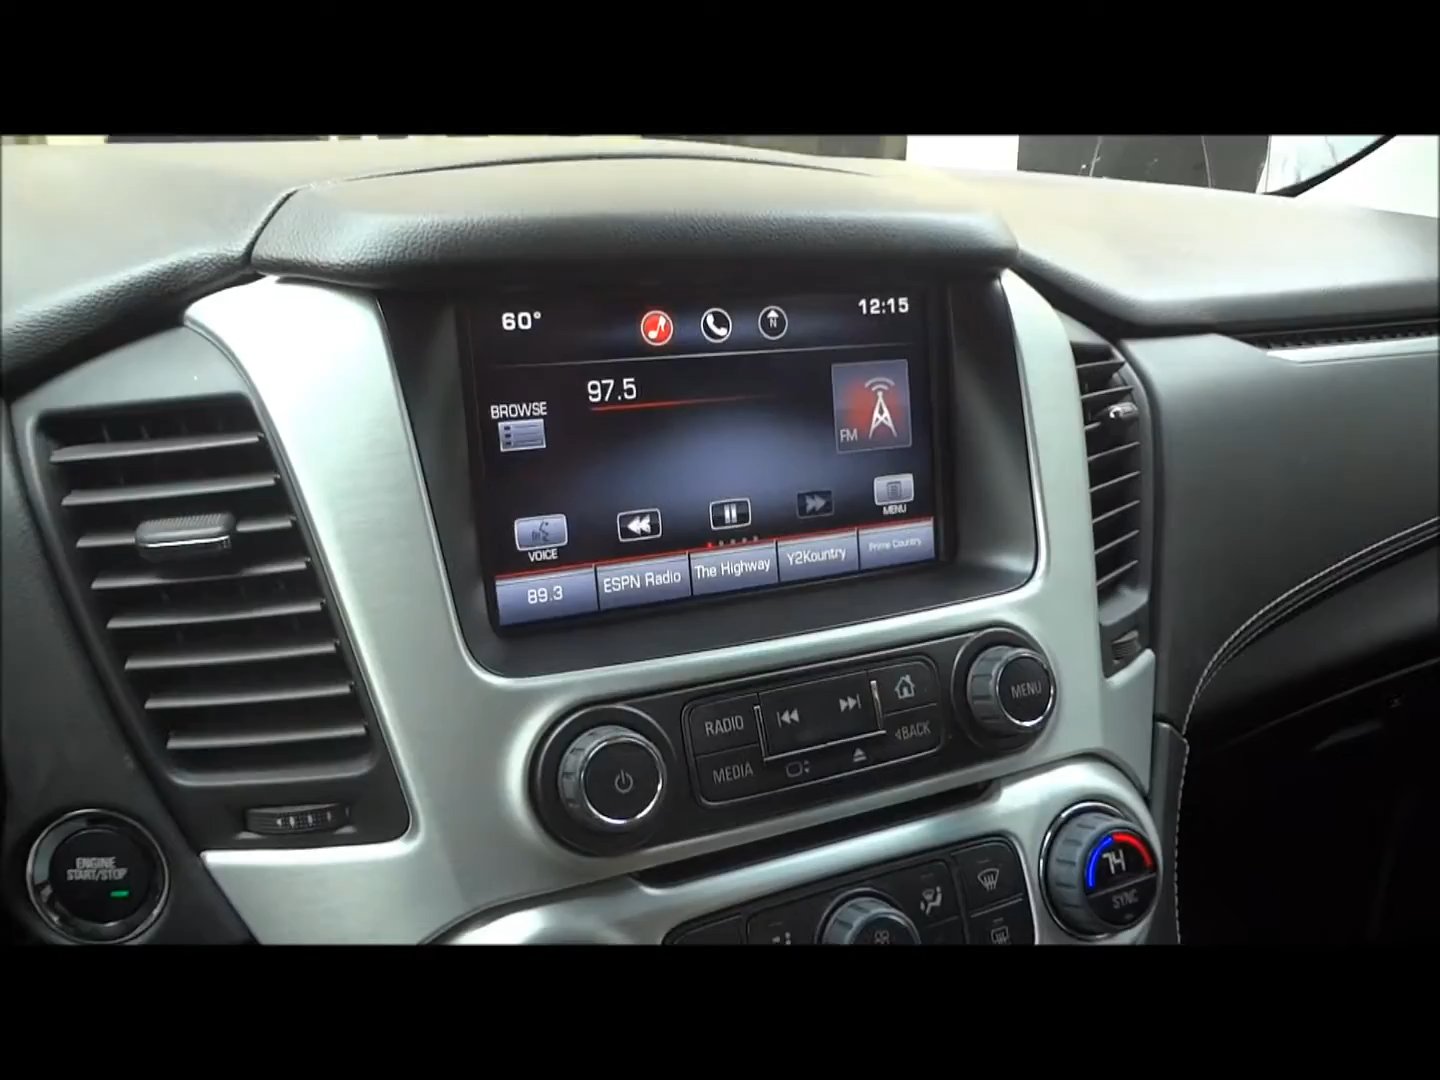 60°
N
12:15
97.5
BROWSE
FM
VOICE
MENU
89.3
ESPN Radio
The Highway
Y2Kountry
Prime Country
RADIO
MEDIA
BACK
MENU
ENGINE
START/STOP
74
SYNC